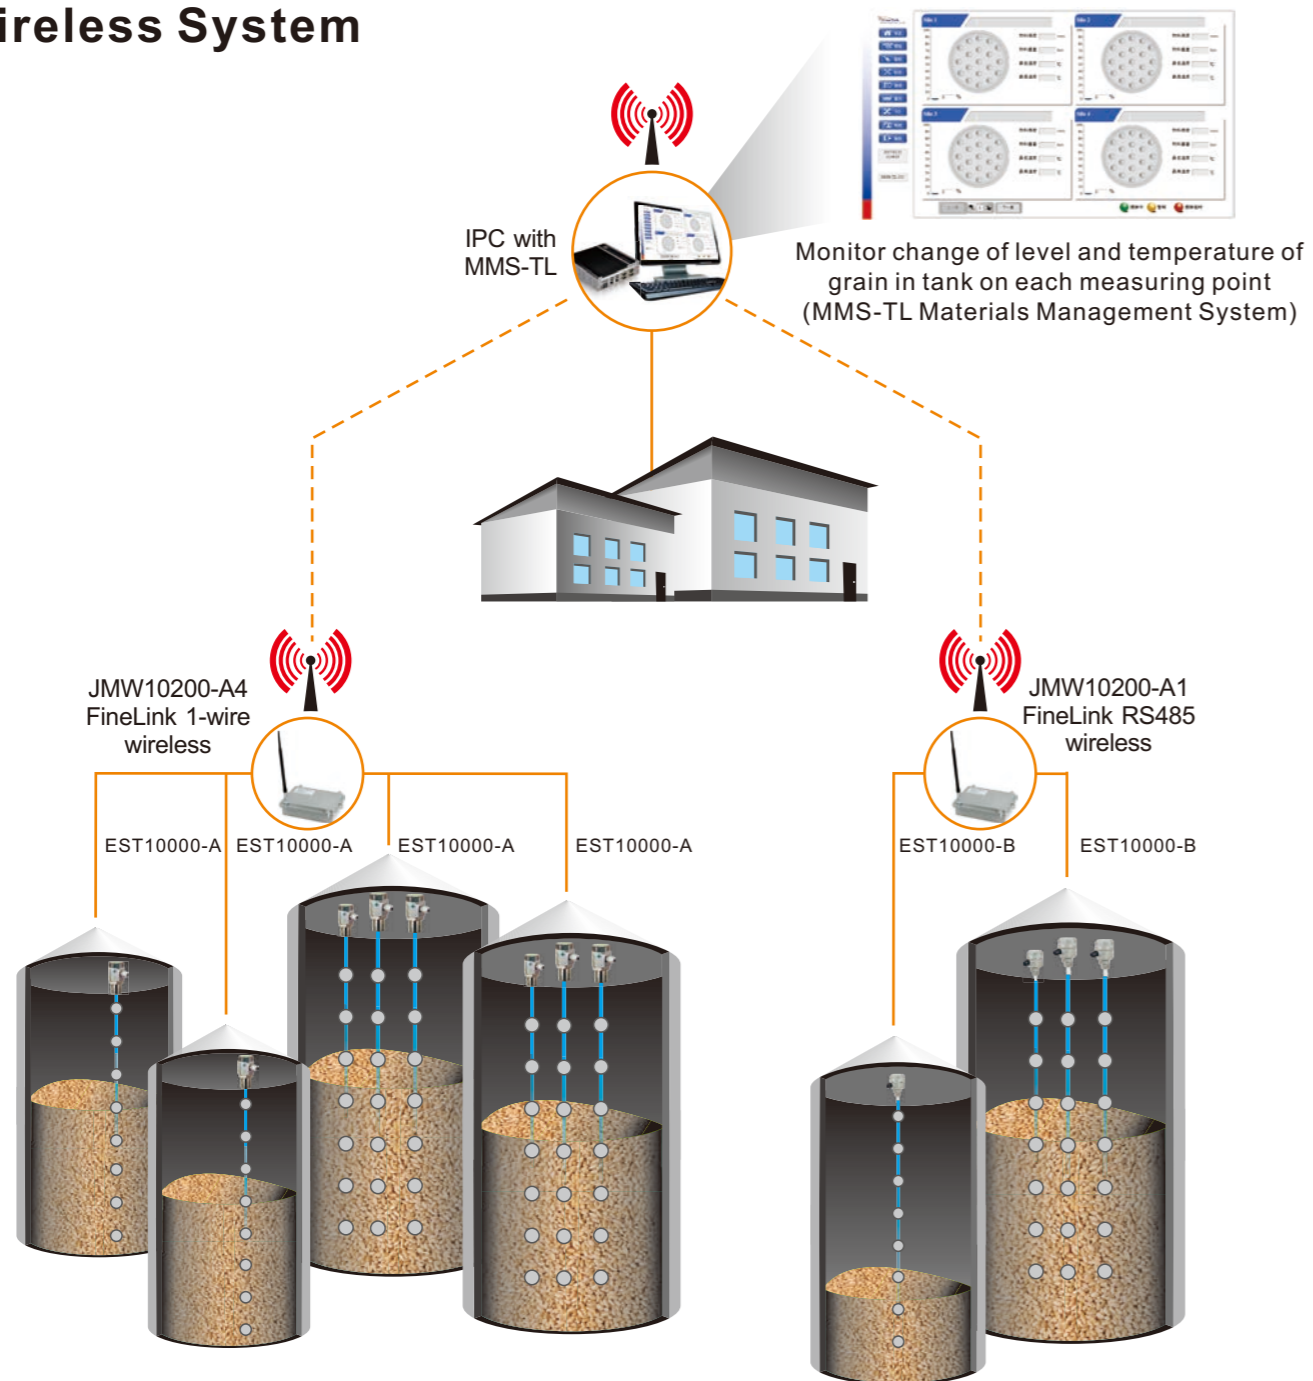 ireless System
IPC with
MMS-TL
Monitor change of level and temperature of
grain in tank on each measuring point
(MMS-TL Materials Management System)
JMW10200-A4
FineLink 1-wire
wireless
JMW10200-A1
FineLink RS485
wireless
EST10000-A EST10000-A EST10000-A EST10000-A
EST10000-B EST10000-B